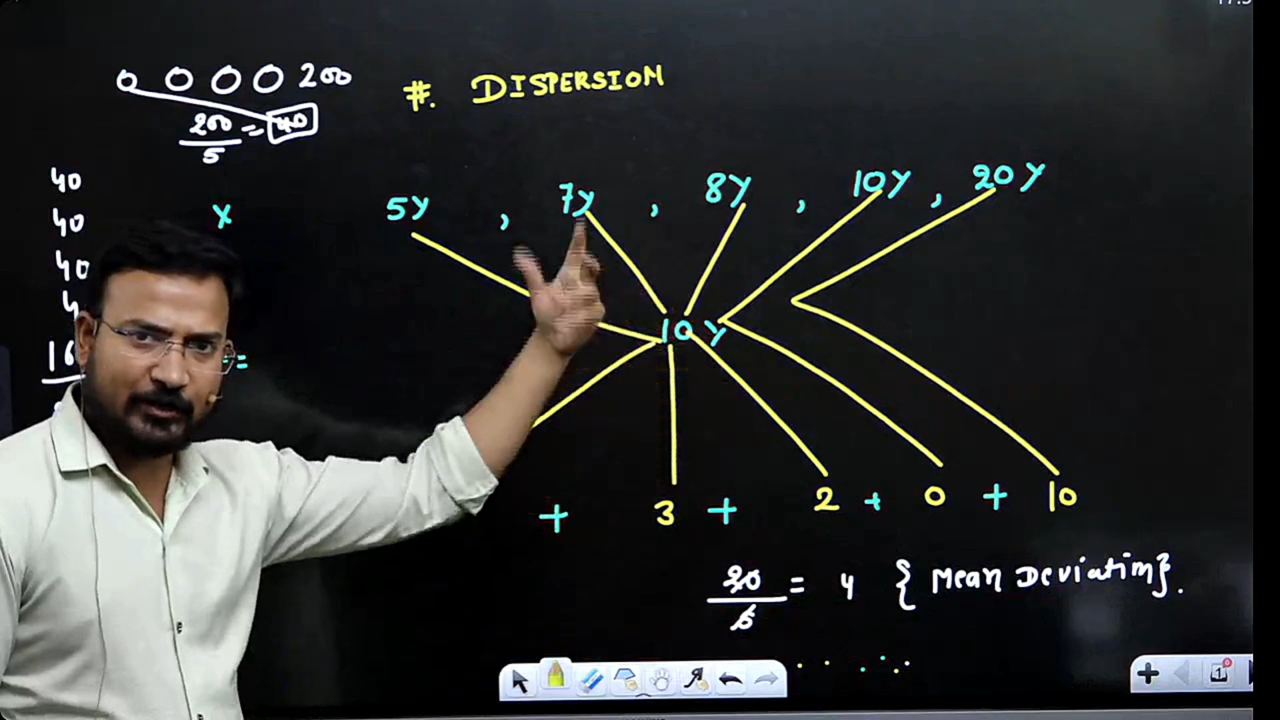 0 0 0 0 200
#. DISPERSION
200/5 = 40
40
40
40
x 5y , 7y , 8y , 10y , 20y
10y
=
+ 3 + 2 + 0 + 10
20/5 = 4 { Mean Deviation}.